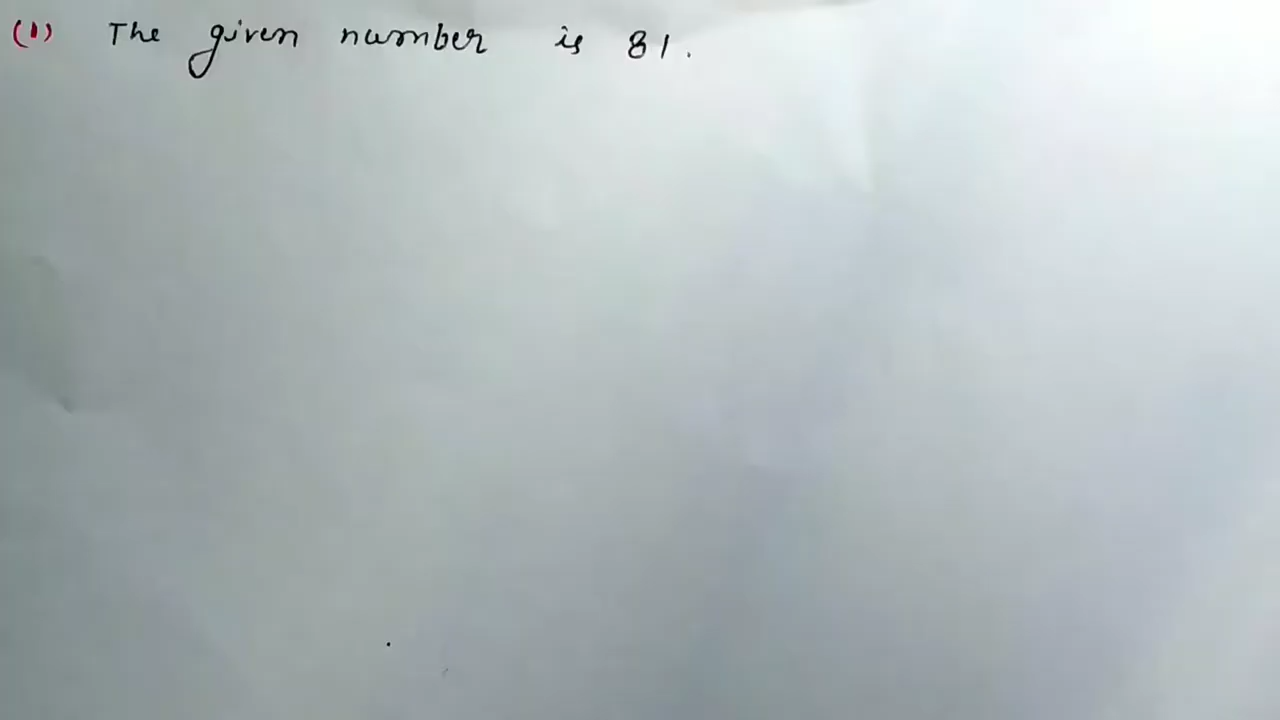 (1) The given number is 81.